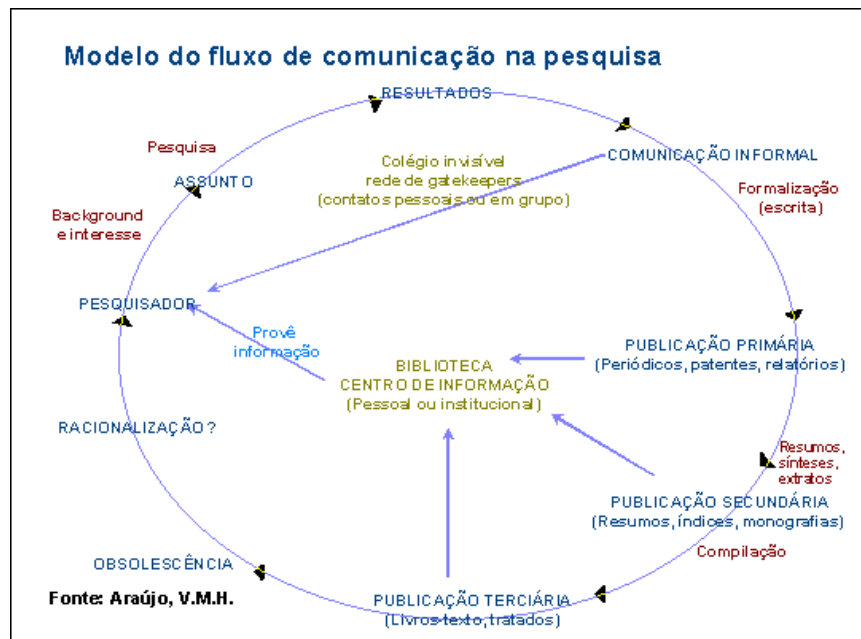 Modelo do fluxo de comunicação na pesquisa
RESULTADOS
Pesquisa
ASSUNTO
Colégio invisível
rede de gatekeepers
(contatos pessoais ou em grupo)
COMUNICAÇÃO INFORMAL
Formalização
(escrita)
Background
e interesse
PESQUISADOR
Provê
informação
BIBLIOTECA
CENTRO DE INFORMAÇÃO
(Pessoal ou institucional)
PUBLICAÇÃO PRIMÁRIA
(Periódicos, patentes, relatórios)
RACIONALIZAÇÃO?
Resumos,
sínteses,
extratos
PUBLICAÇÃO SECUNDÁRIA
(Resumos, índices, monografias)
Compilação
OBSOLESCÊNCIA
Fonte: Araújo, V.M.H.
PUBLICAÇÃO TERCIÁRIA
(Livros texto, tratados)